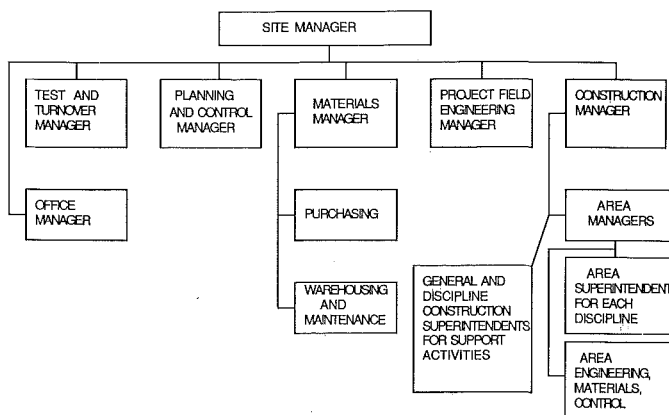 SITE MANAGER
TEST AND
TURNOVER
MANAGER
PLANNING
AND CONTROL
MANAGER
MATERIALS
MANAGER
PROJECT FIELD
ENGINEERING
MANAGER
CONSTRUCTION
MANAGER
OFFICE
MANAGER
PURCHASING
AREA
MANAGERS
WAREHOUSING
AND
MAINTENANCE
GENERAL AND
DISCIPLINE
CONSTRUCTION
SUPERINTENDENTS
FOR SUPPORT
ACTIVITIES
AREA
SUPERINTENDENT
FOR EACH
DISCIPLINE
AREA
ENGINEERING,
MATERIALS,
CONTROL